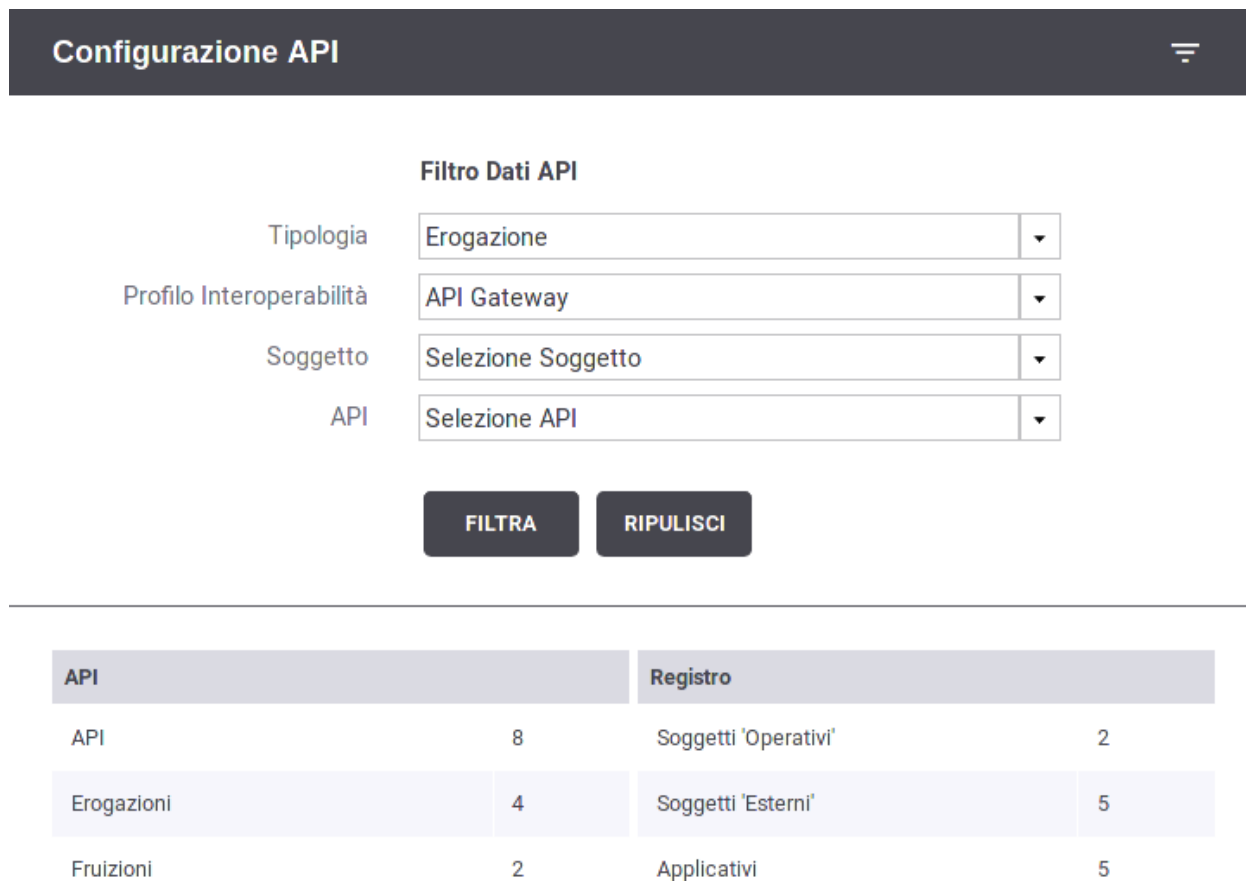 Configurazione API
Filtro Dati API
Tipologia Erogazione
Profilo Interoperabilità API Gateway
Soggetto Selezione Soggetto
API Selezione API
FILTRA RIPULISCI
API Registro
API 8 Soggetti 'Operativi' 2
Erogazioni 4 Soggetti 'Esterni' 5
Fruizioni 2 Applicativi 5